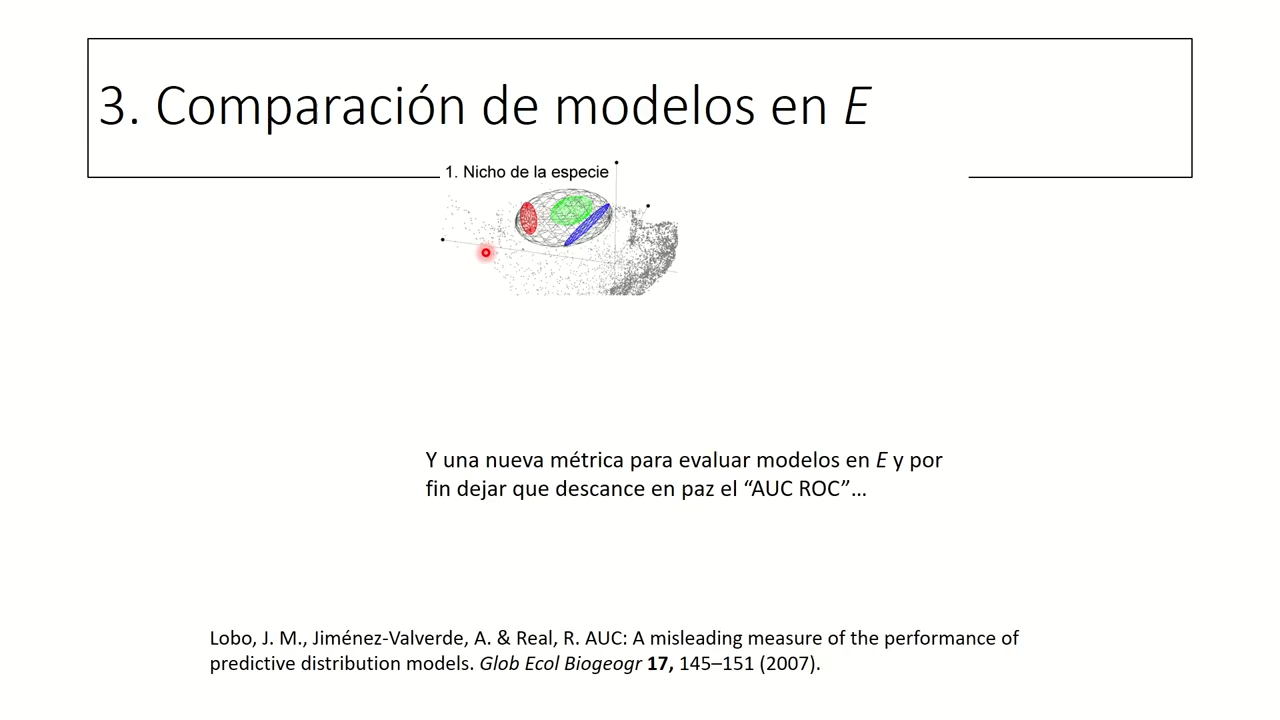 3. Comparación de modelos en E
1. Nicho de la especie
Y una nueva métrica para evaluar modelos en E y por
fin dejar que descance en paz el “AUC ROC”...
Lobo, J. M., Jiménez-Valverde, A. & Real, R. AUC: A misleading measure of the performance of
predictive distribution models. Glob Ecol Biogeogr 17, 145–151 (2007).